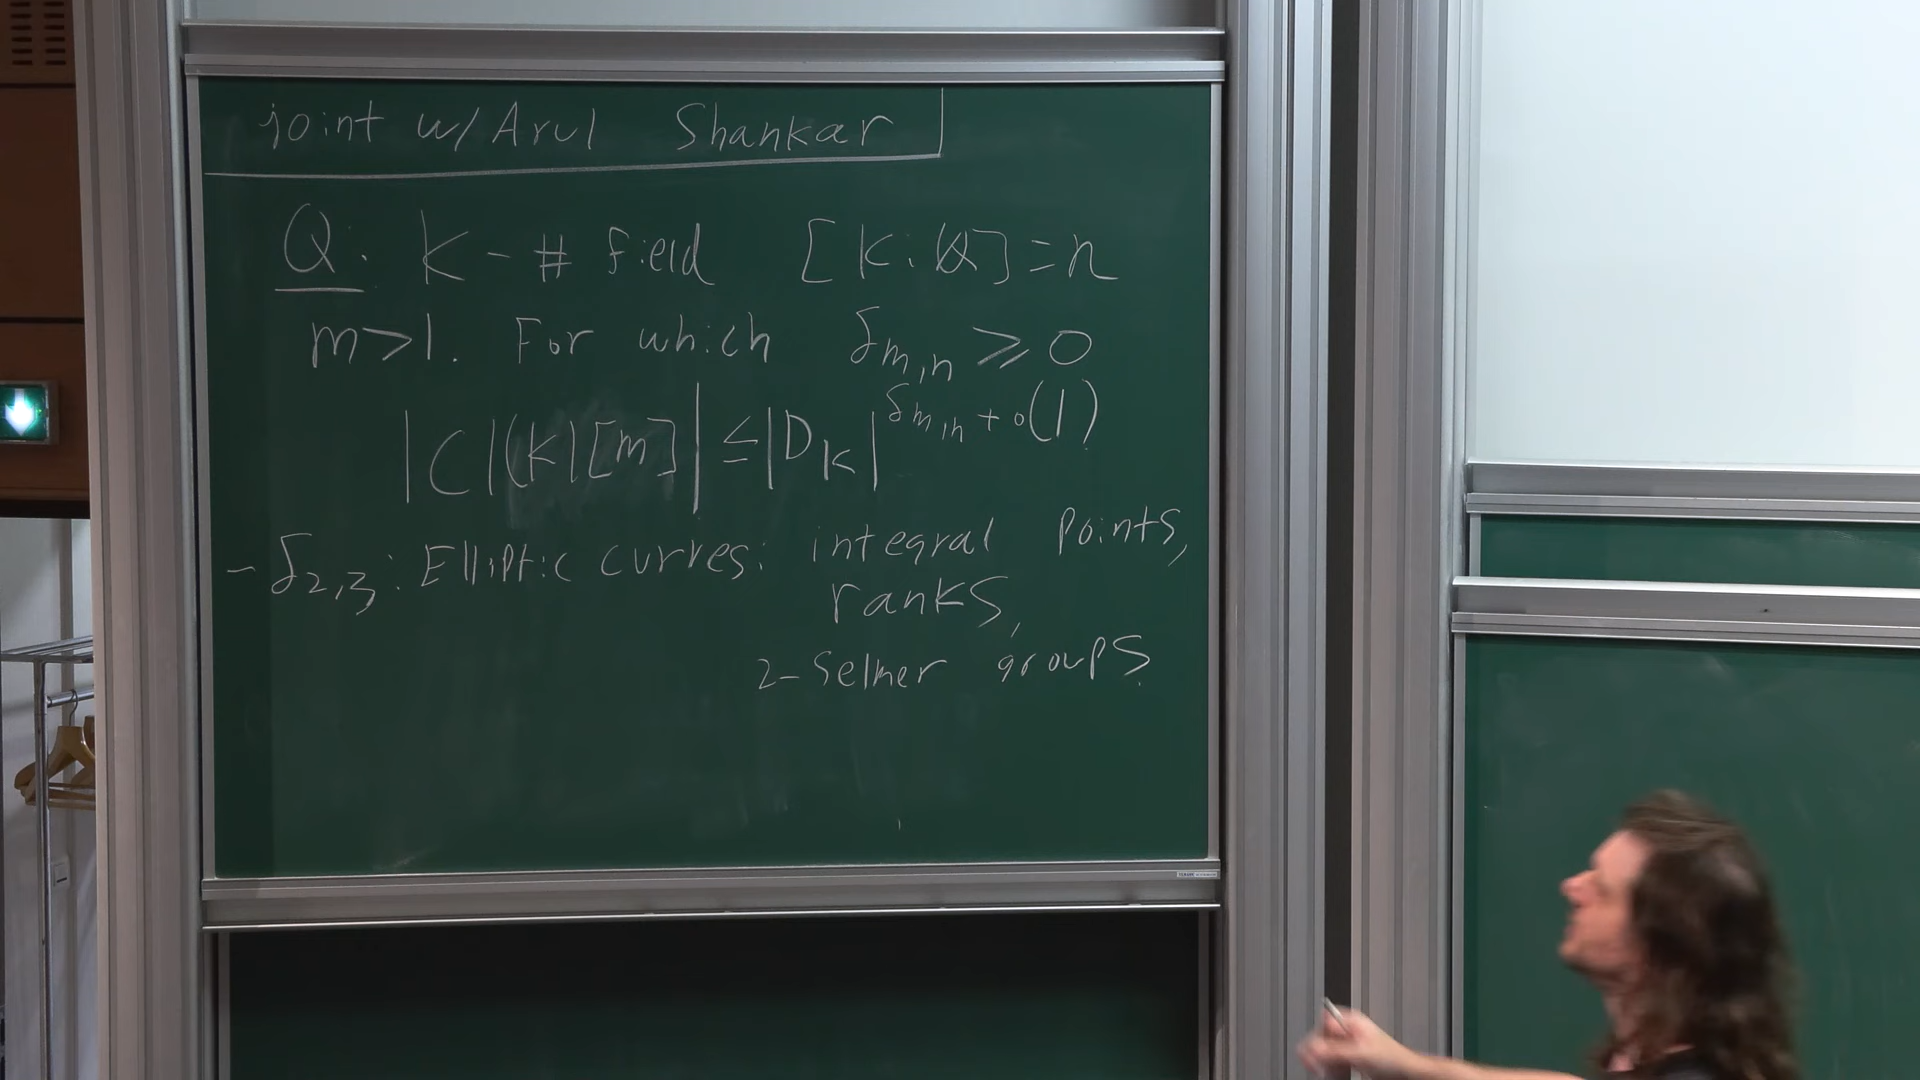 joint w/ Arul Shankar
Q: K - # field [K:ℚ]=n
m>1. For which δ_{m,n} ≥ 0
|Cl(K)[m]| ≤ |D_K|^{δ_{m,n} + o(1)}
- δ_{2,3}: Elliptic curves: integral points,
ranks,
2-Selmer groups.